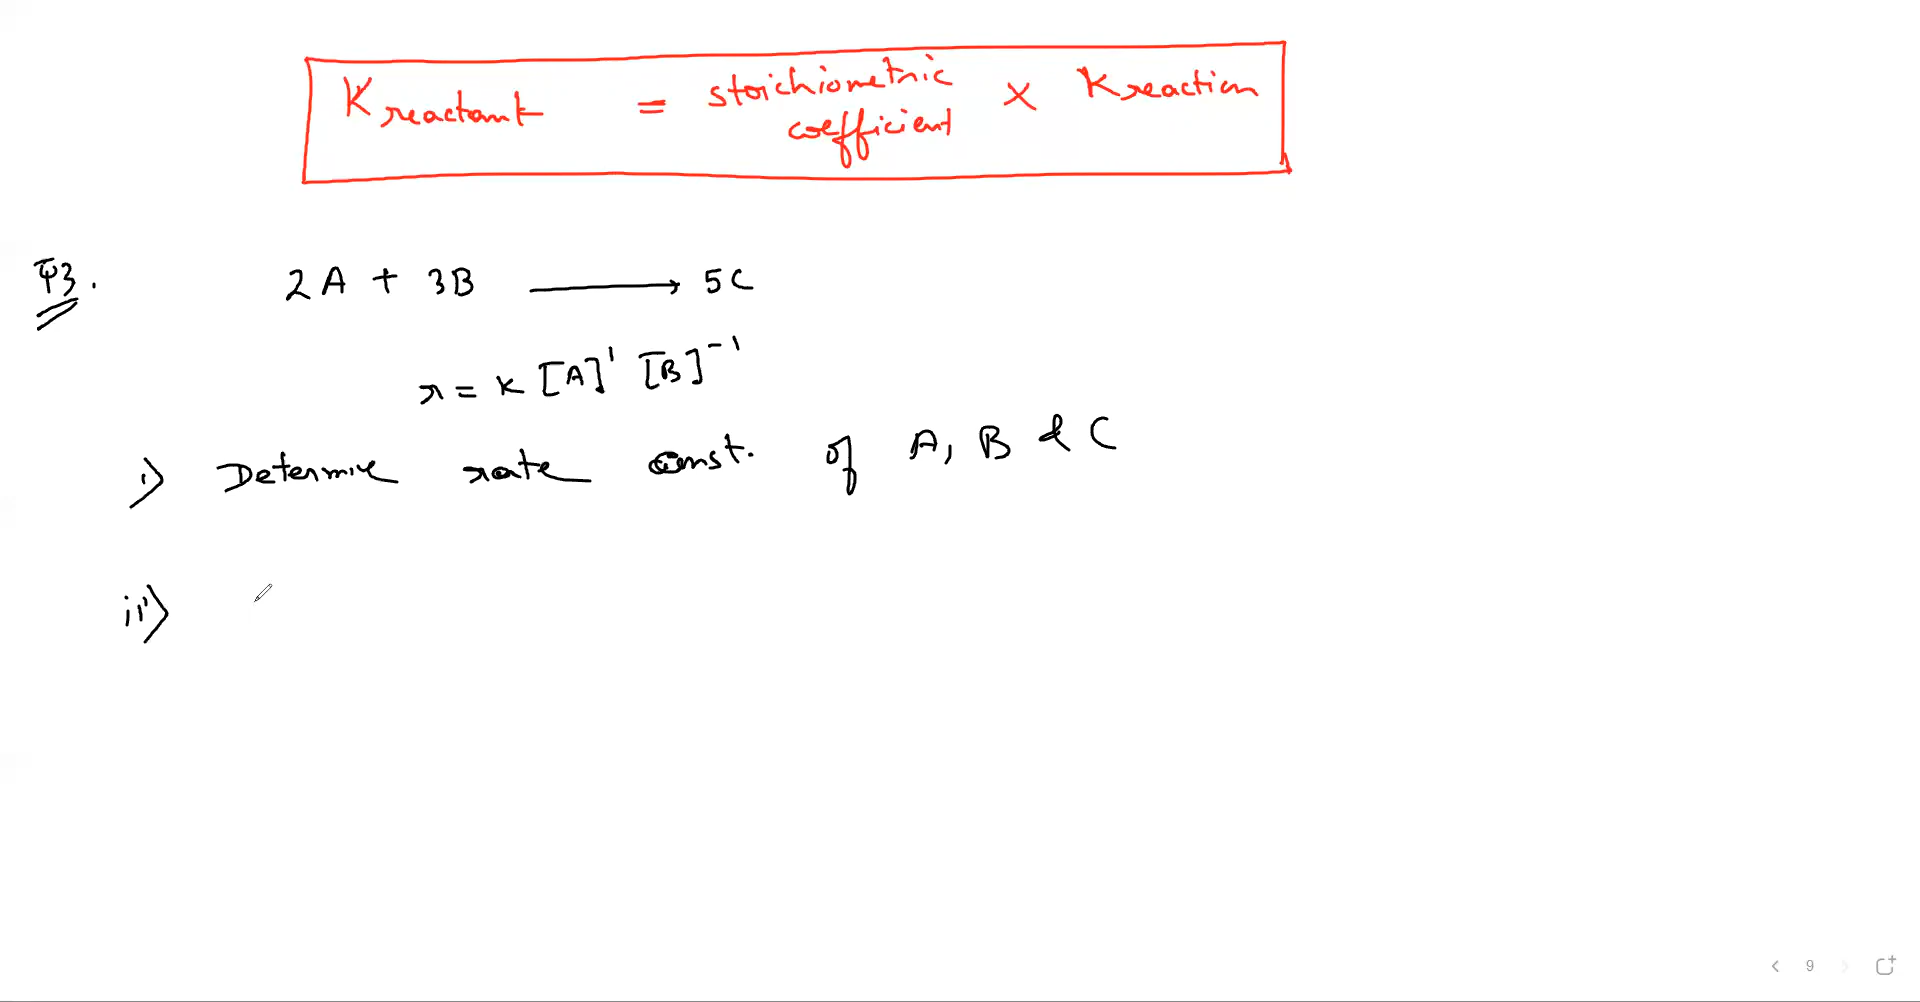 K reactant = stoichiometric coefficient × K reaction
Q3. 2A + 3B ⟶ 5C
r = K [A]¹ [B]⁻¹
i) Determine rate const. of A, B & C
ii)
9